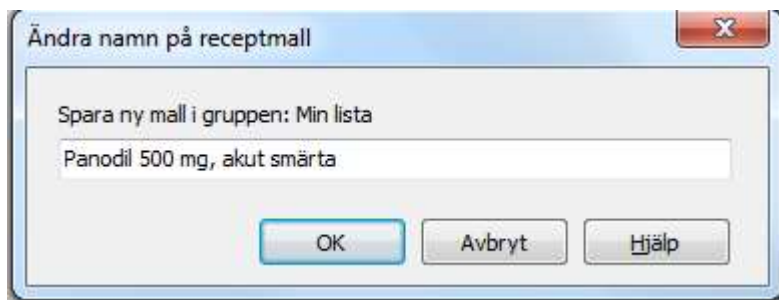 Ändra namn på receptmall
Spara ny mall i gruppen: Min lista
Panodil 500 mg, akut smärta
OK Avbryt Hjälp